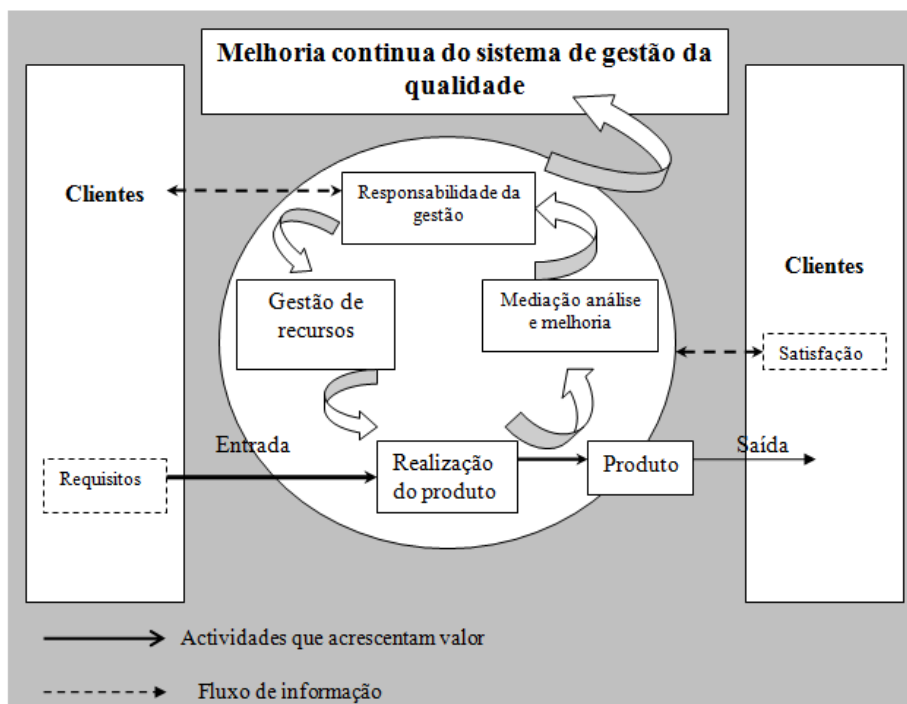 Melhoria continua do sistema de gestão da
qualidade
Clientes
Responsabilidade da
gestão
Clientes
Gestão de
recursos
Mediação análise
e melhoria
Satisfação
Entrada
Realização
do produto
Produto
Saída
Requisitos
Actividades que acrescentam valor
Fluxo de informação